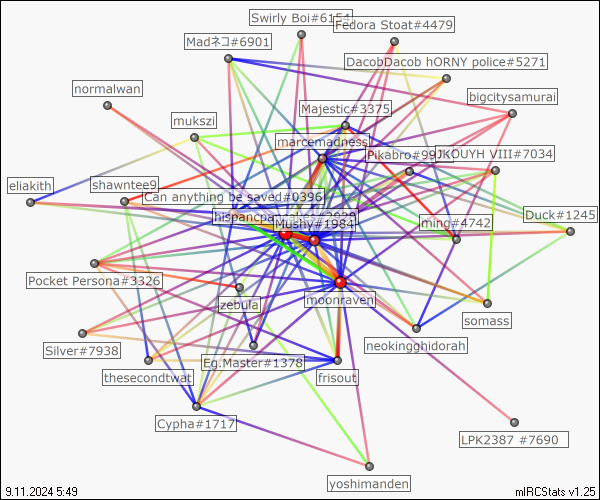 Swirly Boi#6154
Fedora Stoat#4479
Madネコ#6901
DacobDacob hORNY police#5271
normalwan
bigcitysamurai
Majestic#3375
mukszi
marcemadness
Pikabro#99
JKOUYH VIII#7034
eliakith
shawntee9
Can anything be saved#0396
Duck#1245
hispancpa
Mushy#1984
ming#4742
Pocket Persona#3326
moonraven
zebula
somass
neokingghidorah
Silver#7938
Eg.Master#1378
thesecondtwat
frisout
Cypha#1717
LPK2387 #7690
yoshimanden
9.11.2024 5:49
mIRCStats v1.25